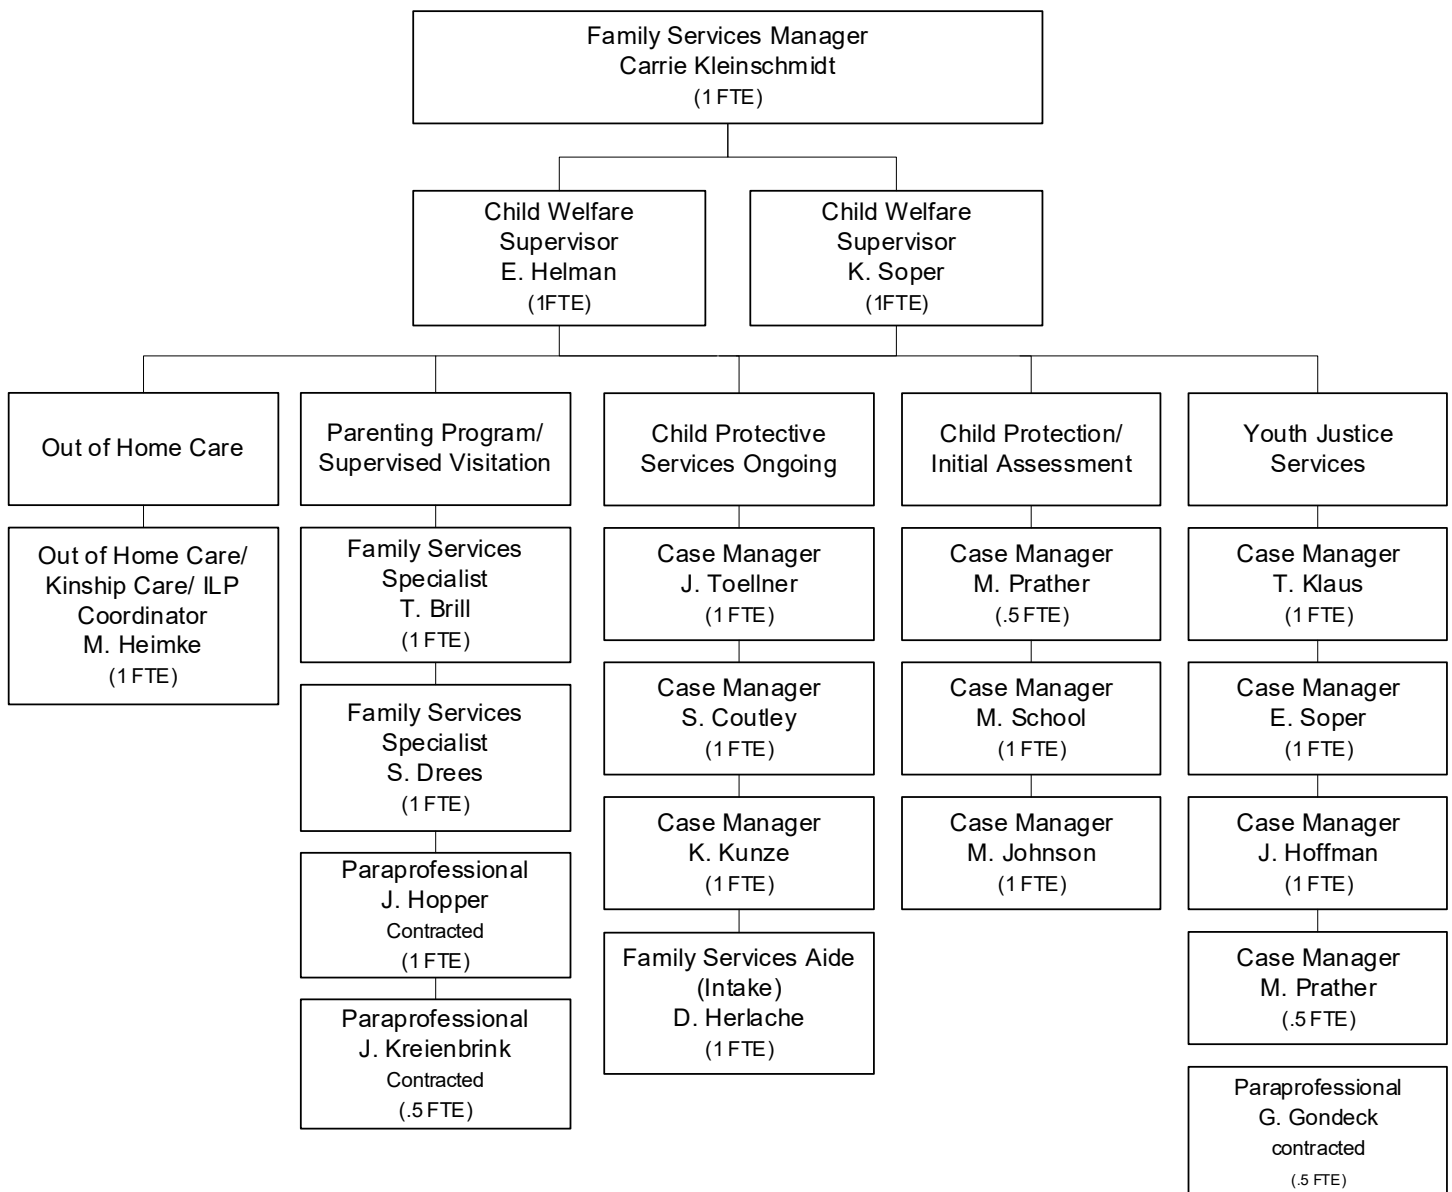 Family Services Manager
Carrie Kleinschmidt
(1 FTE)
Child Welfare
Supervisor
E. Helman
(1FTE)
Child Welfare
Supervisor
K. Soper
(1FTE)
Out of Home Care
Out of Home Care/
Kinship Care/ ILP
Coordinator
M. Heimke
(1 FTE)
Parenting Program/
Supervised Visitation
Family Services
Specialist
T. Brill
(1 FTE)
Family Services
Specialist
S. Drees
(1 FTE)
Paraprofessional
J. Hopper
Contracted
(1 FTE)
Paraprofessional
J. Kreienbrink
Contracted
(.5 FTE)
Child Protective
Services Ongoing
Case Manager
J. Toellner
(1 FTE)
Case Manager
S. Coutley
(1 FTE)
Case Manager
K. Kunze
(1 FTE)
Family Services Aide
(Intake)
D. Herlache
(1 FTE)
Child Protection/
Initial Assessment
Case Manager
M. Prather
(.5 FTE)
Case Manager
M. School
(1 FTE)
Case Manager
M. Johnson
(1 FTE)
Youth Justice
Services
Case Manager
T. Klaus
(1 FTE)
Case Manager
E. Soper
(1 FTE)
Case Manager
J. Hoffman
(1 FTE)
Case Manager
M. Prather
(.5 FTE)
Paraprofessional
G. Gondeck
contracted
(.5 FTE)